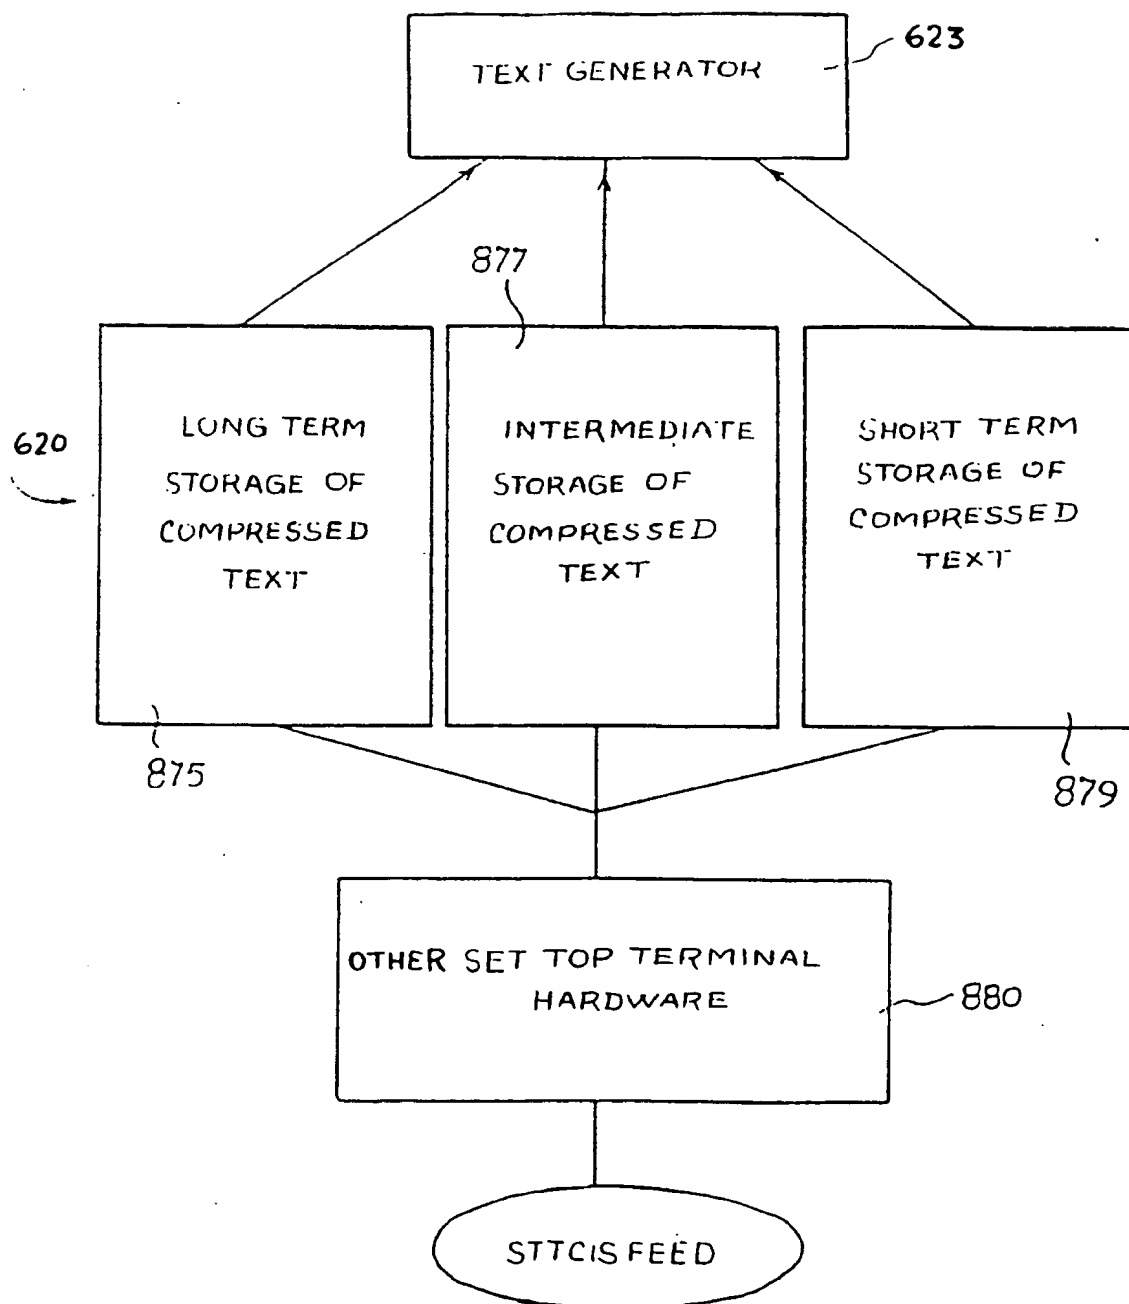 TEXT GENERATOR
623
877
620
LONG TERM
STORAGE OF
COMPRESSED
TEXT
INTERMEDIATE
STORAGE OF
COMPRESSED
TEXT
SHORT TERM
STORAGE OF
COMPRESSED
TEXT
875
879
OTHER SET TOP TERMINAL
HARDWARE
880
STTCIS FEED